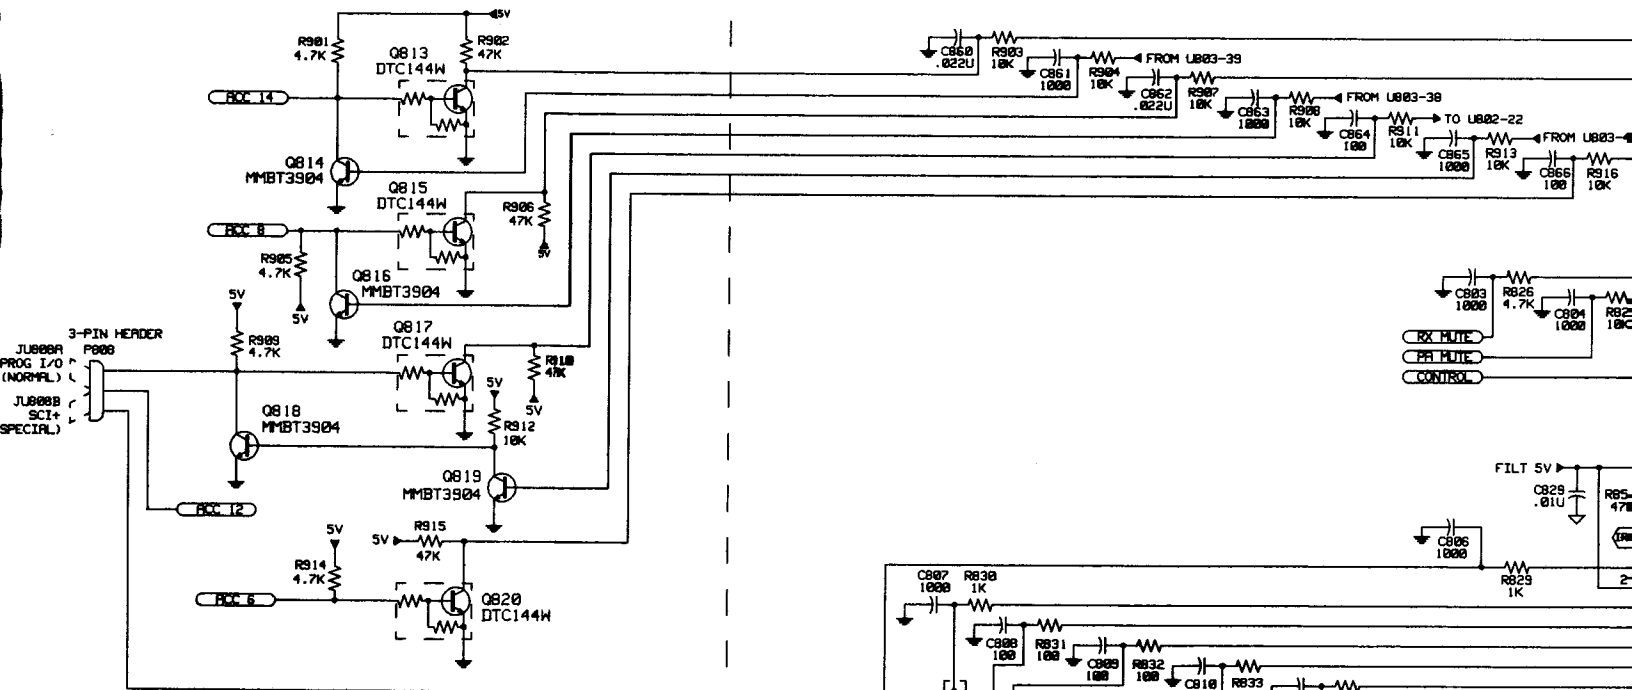 5V
R901
4.7K
Q813
DTC144W
R902
47K
ACC 14
Q814
MMBT3904
Q815
DTC144W
ACC 8
R905
4.7K
5V
R906
47K
5V
Q816
MMBT3904
5V
R909
4.7K
3-PIN HEADER
JU808A P808
PROG I/O
(NORMAL)
JU808B
SCI+
SPECIAL)
Q817
DTC144W
R910
47K
5V
5V
R912
10K
Q818
MMBT3904
Q819
MMBT3904
ACC 12
5V
R914
4.7K
5V
R915
47K
ACC 6
Q820
DTC144W
C860
.022U
R903
10K
C861
1000
R904
10K
FROM U803-39
C862
.022U
R907
10K
C863
1000
R908
10K
FROM U803-38
C864
100
R911
10K
TO U802-22
C865
1000
R913
10K
FROM U803-4
C866
100
R916
10K
C803
1000
R826
4.7K
C804
1000
R825
10K
RX MUTE
PA MUTE
CONTROL
FILT 5V
C829
.01U
R85
47
C806
1000
R829
1K
2
C807
1000
R830
1K
C808
100
R831
100
C809
100
R832
100
C810
R833